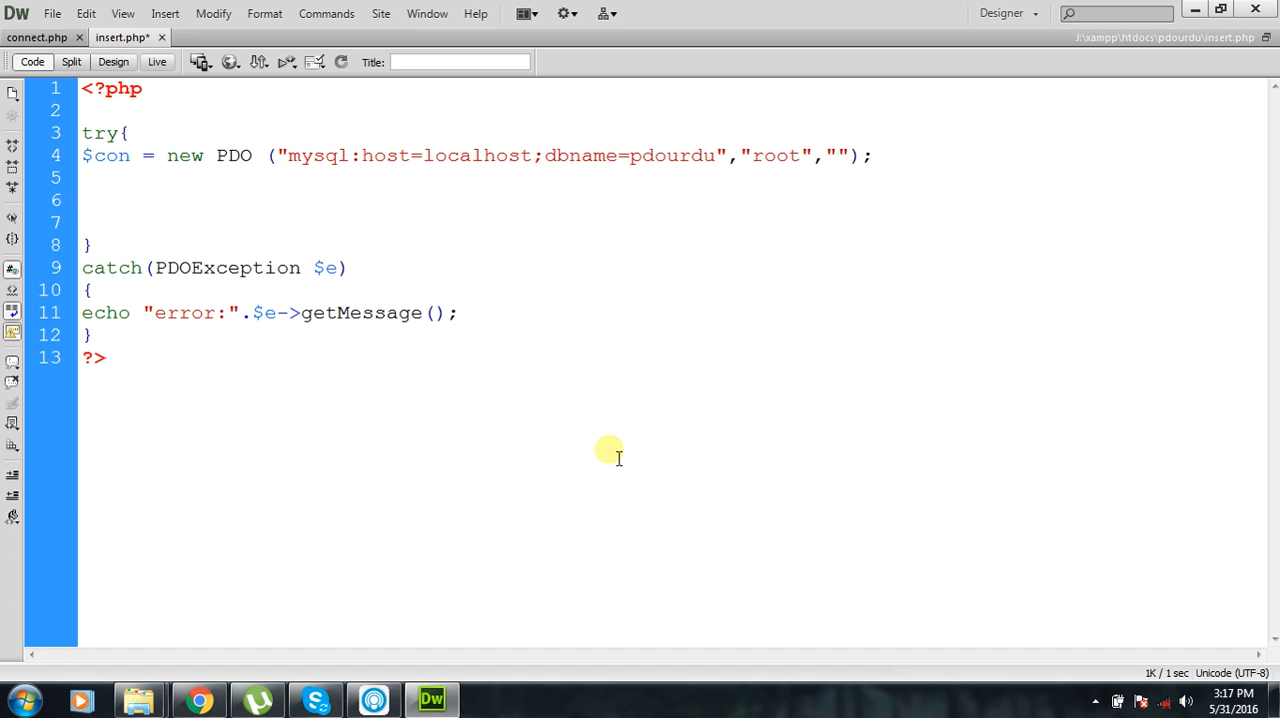 Dw File Edit View Insert Modify Format Commands Site Window Help Designer
connect.php × insert.php* × J:\xampp\htdocs\pdourdu\insert.php
Code Split Design Live Title:
1 <?php
2
3 try{
4 $con = new PDO ("mysql:host=localhost;dbname=pdourdu","root","");
5
6
7
8 }
9 catch(PDOException $e)
10 {
11 echo "error:".$e->getMessage();
12 }
13 ?>
1K / 1 sec Unicode (UTF-8)
Dw 3:17 PM
5/31/2016